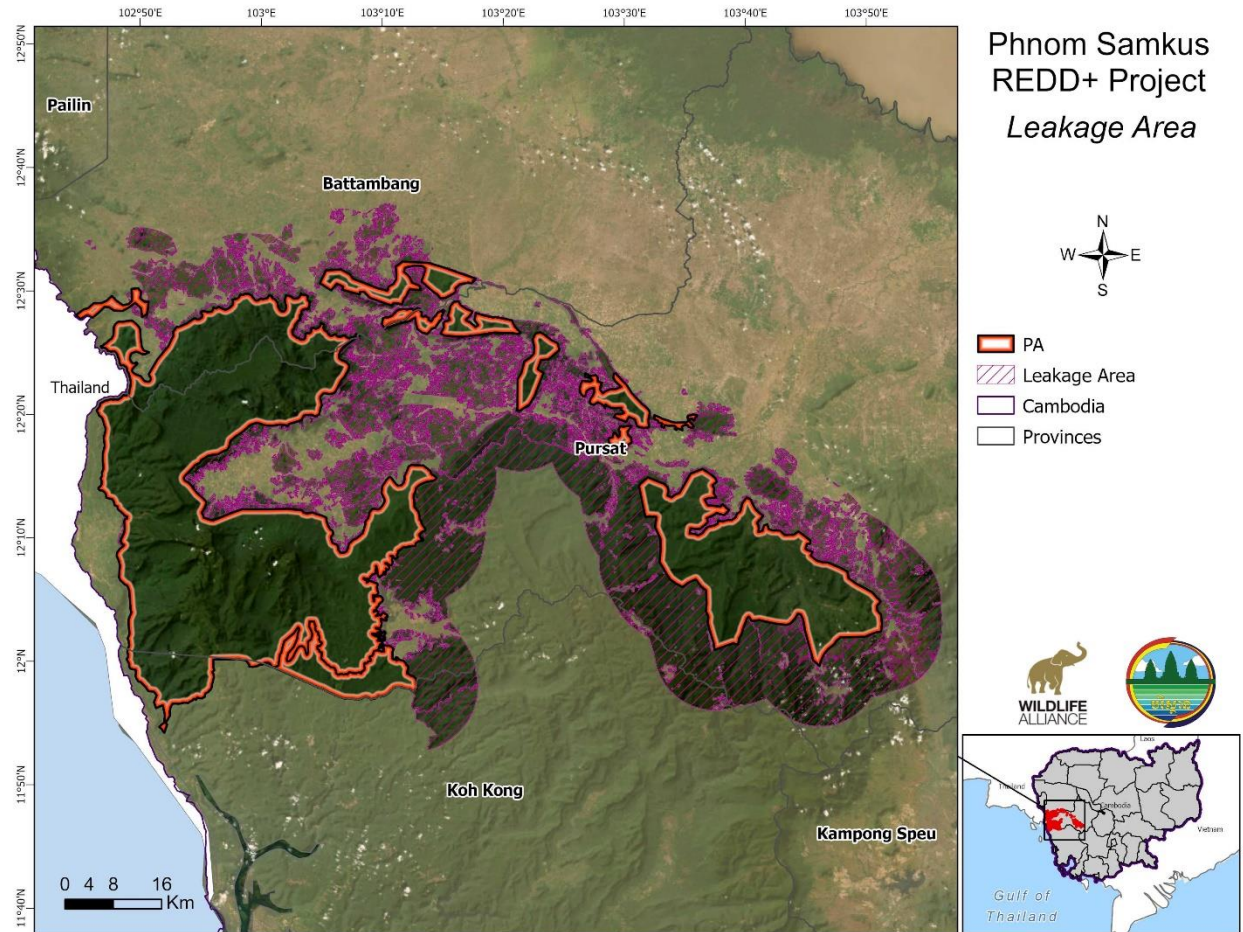 102°50'E 103°E 103°10'E 103°20'E 103°30'E 103°40'E 103°50'E
12°50'N
12°40'N
12°30'N
12°20'N
12°10'N
12°N
11°50'N
11°40'N
Pailin
Battambang
Thailand
Pursat
Koh Kong
Kampong Speu
0 4 8 16
Km
Phnom Samkus
REDD+ Project
Leakage Area
N
W E
S
PA
Leakage Area
Cambodia
Provinces
WILDLIFE
ALLIANCE
Laos
Thailand
Cambodia
Vietnam
Gulf of
Thailand